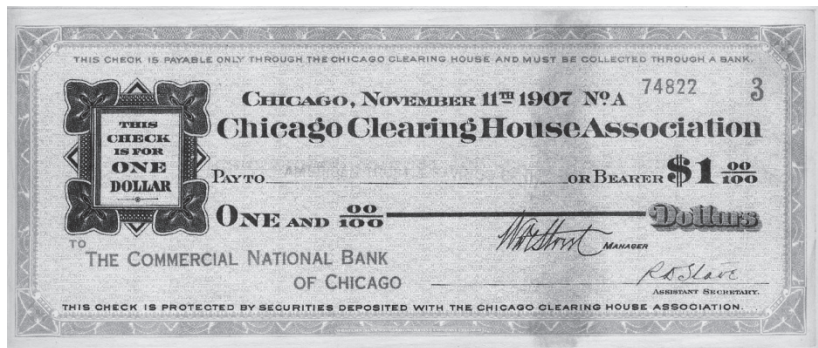 THIS CHECK IS PAYABLE ONLY THROUGH THE CHICAGO CLEARING HOUSE AND MUST BE COLLECTED THROUGH A BANK.
CHICAGO, NOVEMBER 11TH 1907 No A 74822 3
Chicago Clearing House Association
THIS
CHECK
IS FOR
ONE
DOLLAR
PAY TO OR BEARER $1 00/100
ONE AND 00/100 Dollars
MANAGER
TO
THE COMMERCIAL NATIONAL BANK
OF CHICAGO
ASSISTANT SECRETARY.
THIS CHECK IS PROTECTED BY SECURITIES DEPOSITED WITH THE CHICAGO CLEARING HOUSE ASSOCIATION.